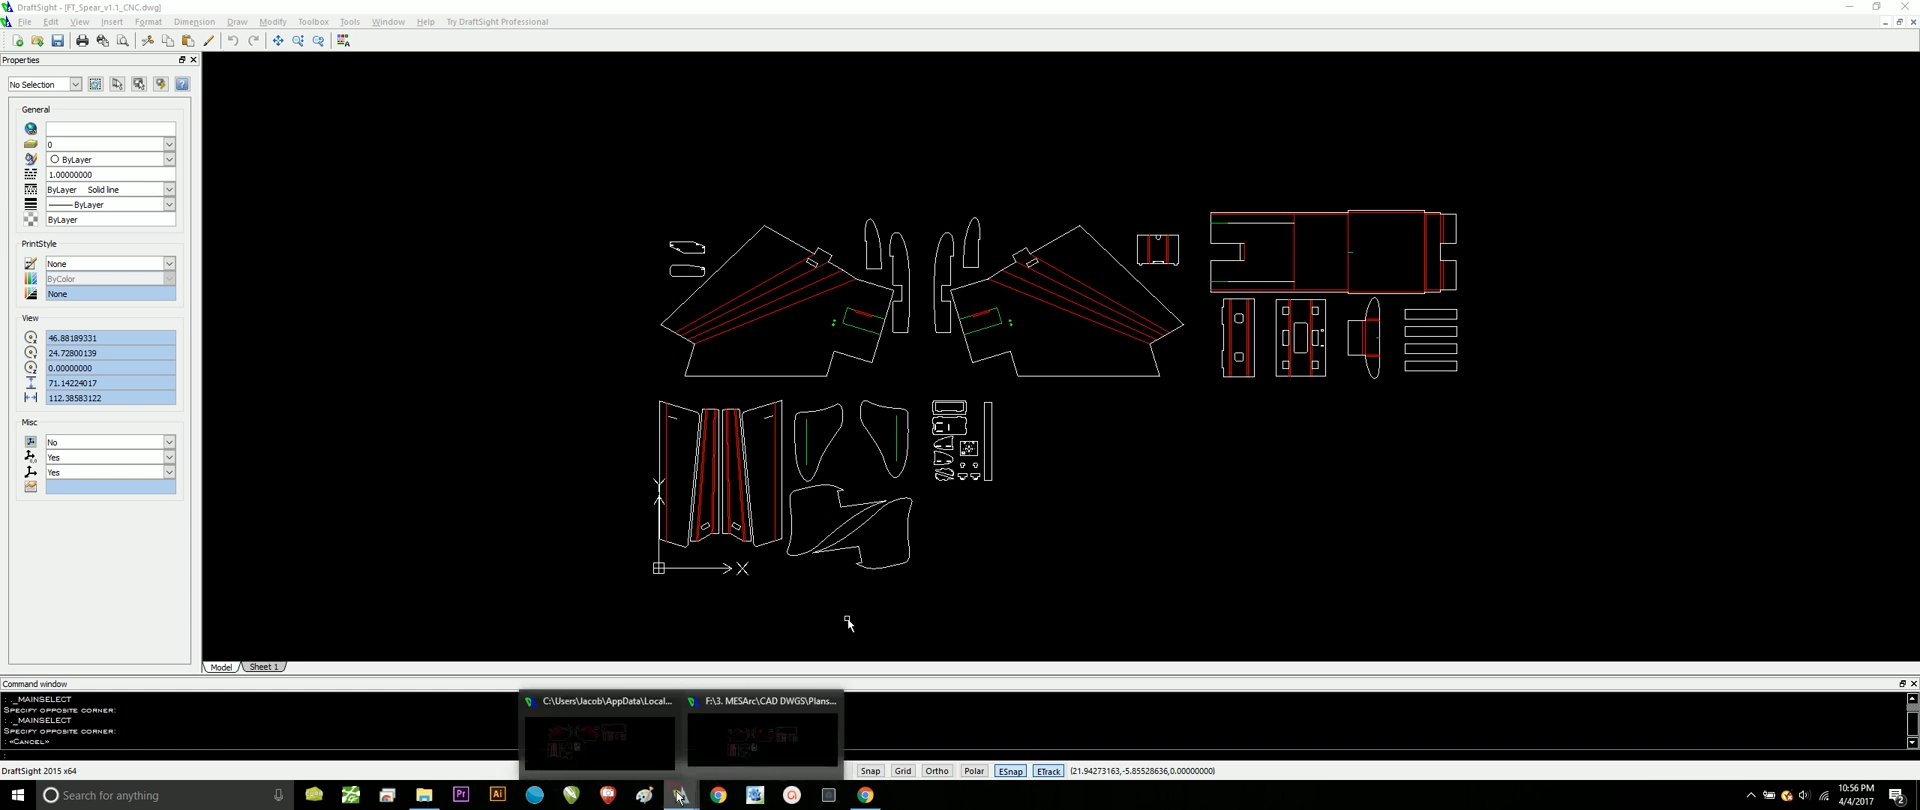 DraftSight - [FT_Spear_v1.1_CNC.dwg]
File Edit View Insert Format Dimension Draw Modify Toolbox Tools Window Help Try DraftSight Professional
Properties
No Selection
General
0
ByLayer
1.00000000
ByLayer Solid line
ByLayer
ByLayer
PrintStyle
None
ByColor
None
View
46.88189331
24.72800139
0.00000000
71.14224017
112.38583122
Misc
No
Yes
Yes
Y
X
Model Sheet 1
Command window
: ._MAINSELECT
SPECIFY OPPOSITE CORNER:
: ._MAINSELECT
SPECIFY OPPOSITE CORNER:
: «CANCEL»
:
C:\Users\Jacob\AppData\Local... F:\3. MESArc\CAD DWGS\Plans...
DraftSight 2015 x64
Snap Grid Ortho Polar ESnap ETrack (21.94273163,-5.85528636,0.00000000)
Search for anything
Pr
Ai
10:56 PM
4/4/2017
2